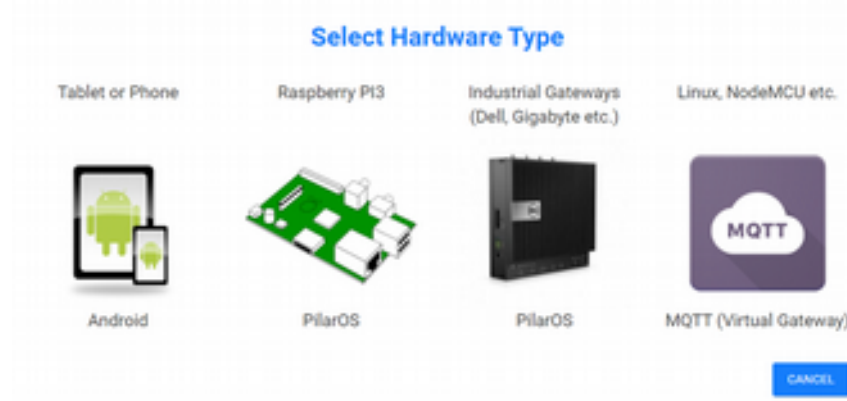 Select Hardware Type
Tablet or Phone
Raspberry PI3
Industrial Gateways
(Dell, Gigabyte etc.)
Linux, NodeMCU etc.
MQTT
Android
PilarOS
PilarOS
MQTT (Virtual Gateway)
CANCEL